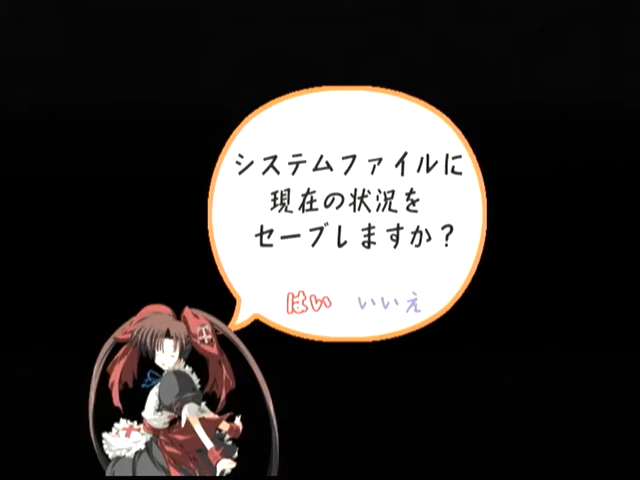 システムファイルに
現在の状況を
セーブしますか？
はい いいえ